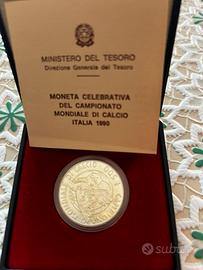 MINISTERO DEL TESORO
Direzione Generale del Tesoro
MONETA CELEBRATIVA
DEL CAMPIONATO
MONDIALE DI CALCIO
ITALIA 1990
subito